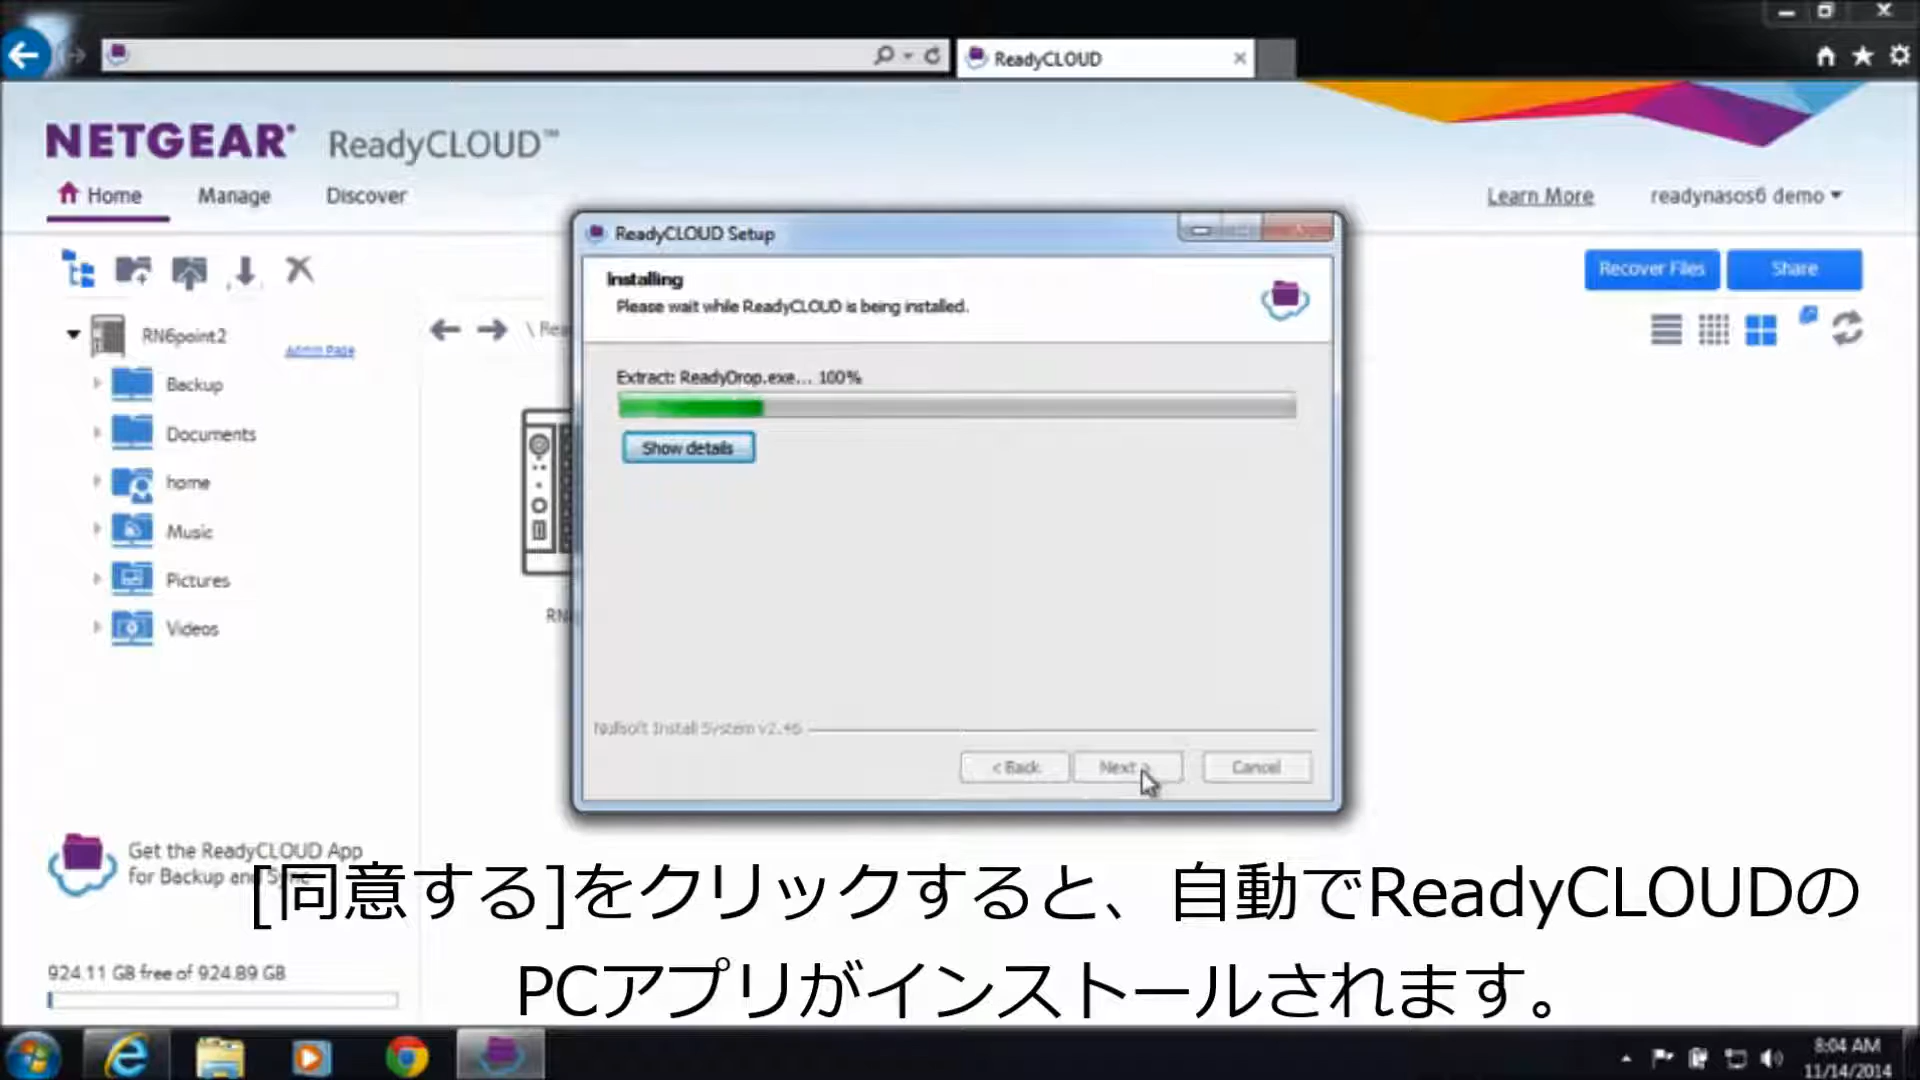 ReadyCLOUD
NETGEAR® ReadyCLOUD™
Home
Manage
Discover
Learn More
readynasos6 demo
Recover Files
Share
RN6point2
Admin Page
Backup
Documents
home
Music
Pictures
Videos
\ Rea
RN
ReadyCLOUD Setup
Installing
Please wait while ReadyCLOUD is being installed.
Extract: ReadyDrop.exe... 100%
Show details
Nullsoft Install System v2.46
< Back
Next >
Cancel
Get the ReadyCLOUD App
for Backup and Sync
[同意する]をクリックすると、自動でReadyCLOUDの
PCアプリがインストールされます。
924.11 GB free of 924.89 GB
8:04 AM
11/14/2014